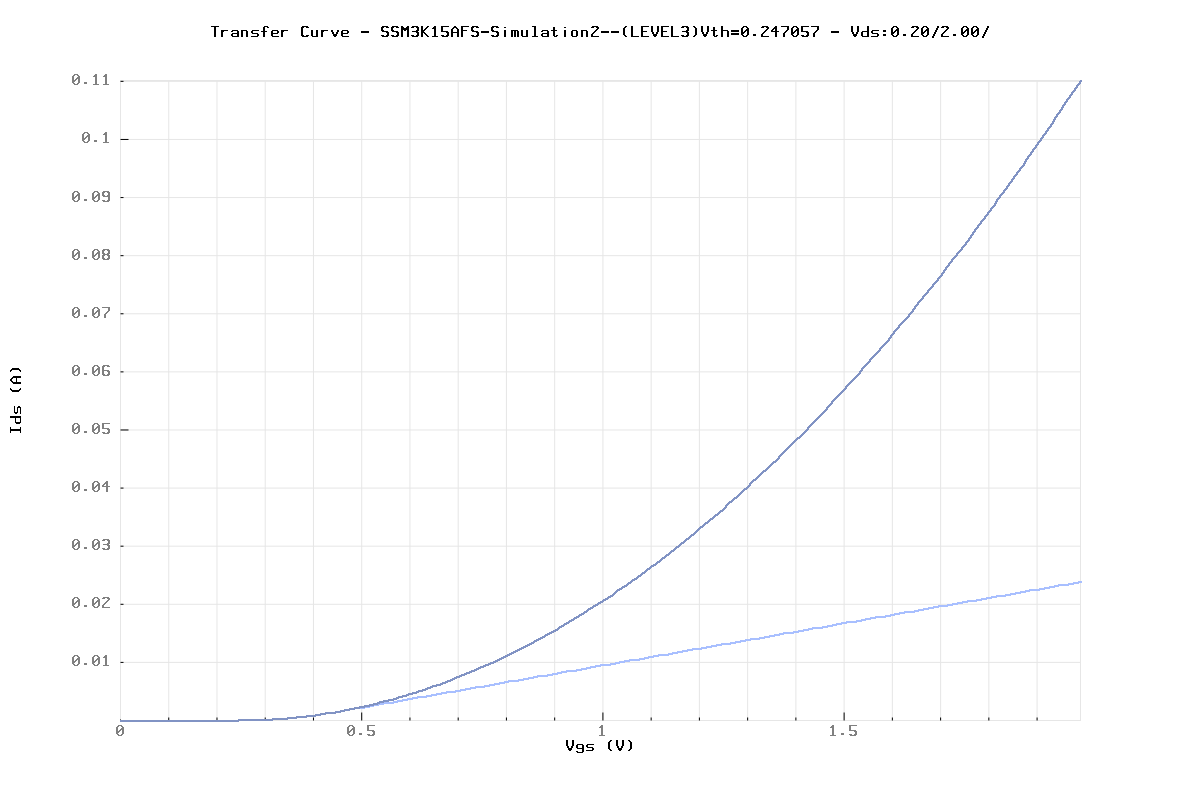 Transfer Curve - SSM3K15AFS-Simulation2--(LEVEL3)Vth=0.247057 - Vds:0.20/2.00/
0.11
0.1
0.09
0.08
0.07
0.06
Ids (A)
0.05
0.04
0.03
0.02
0.01
0 0.5 1 1.5
Vgs (V)